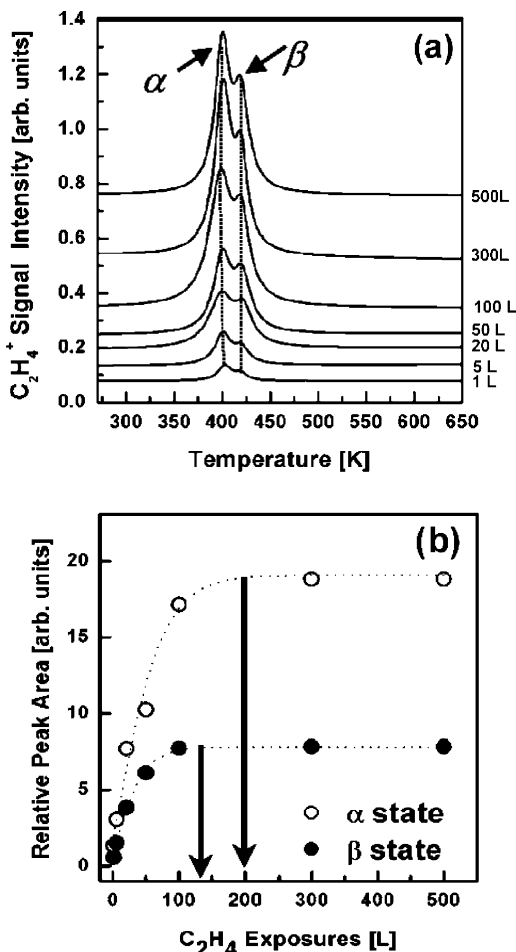 (a)
α
β
C₂H₄⁺ Signal Intensity [arb. units]
1.4
1.2
1.0
0.8
0.6
0.4
0.2
0.0
500L
300L
100 L
50 L
20 L
5 L
1 L
300 350 400 450 500 550 600 650
Temperature [K]
(b)
Relative Peak Area [arb. units]
20
15
10
5
0
α state
β state
0 100 200 300 400 500
C₂H₄ Exposures [L]